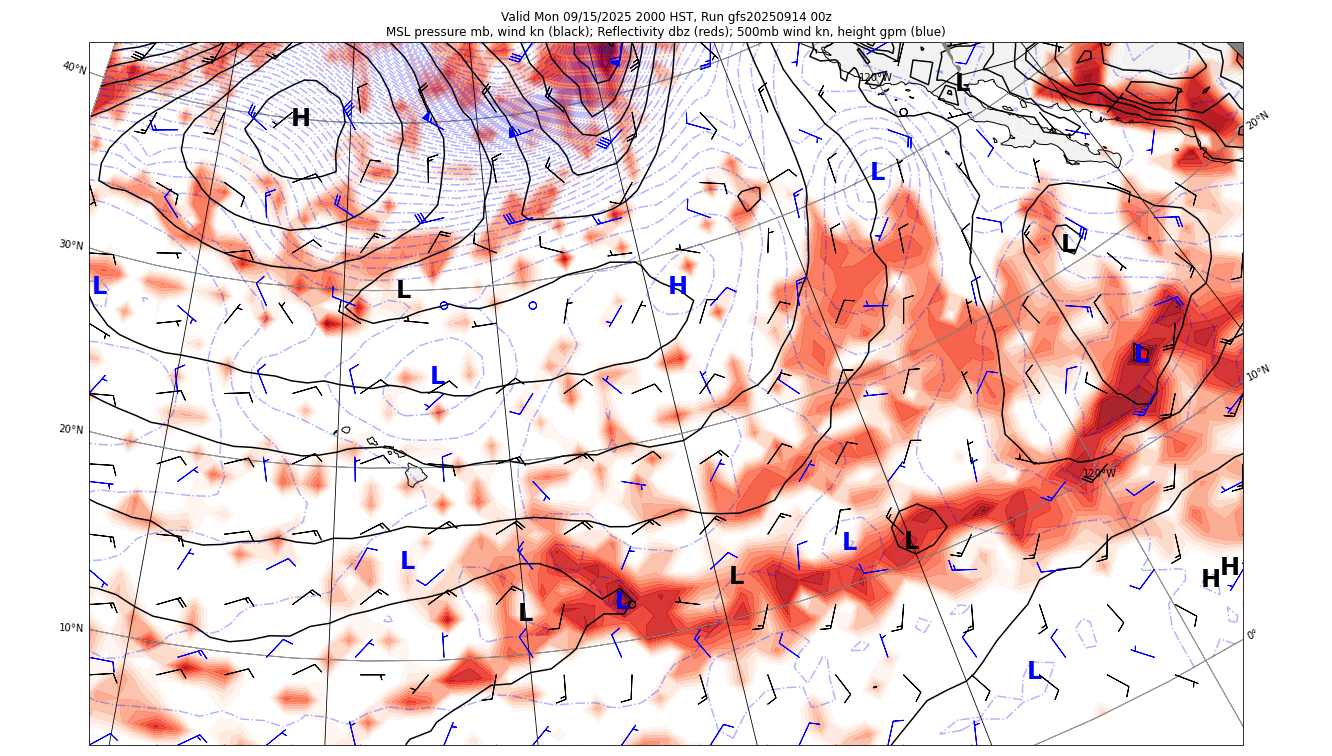 Valid Mon 09/15/2025 2000 HST, Run gfs20250914 00z
MSL pressure mb, wind kn (black); Reflectivity dbz (reds); 500mb wind kn, height gpm (blue)
40°N
120°W
L
20°N
H
L
30°N
L
L
H
L
L
10°N
L
20°N
120°W
L
L
L
H
H
L
L
L
10°N
0°
L